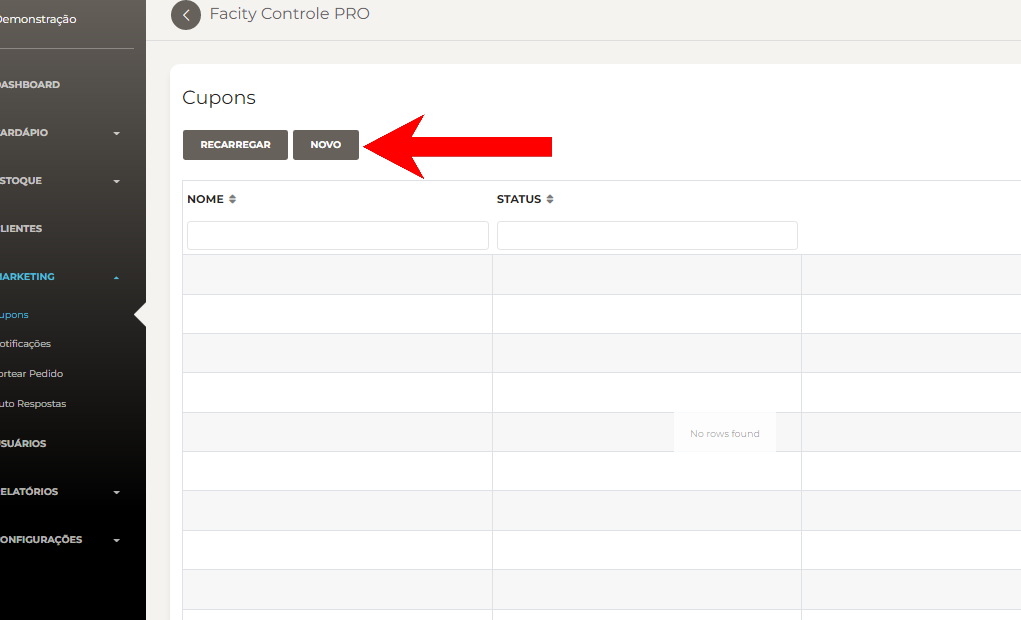 Demonstração
Facity Controle PRO
DASHBOARD
ARDÁPIO
STOQUE
LIENTES
MARKETING
upons
otificações
ortear Pedido
uto Respostas
SUÁRIOS
ELATÓRIOS
ONFIGURAÇÕES
Cupons
RECARREGAR NOVO
NOME STATUS
No rows found